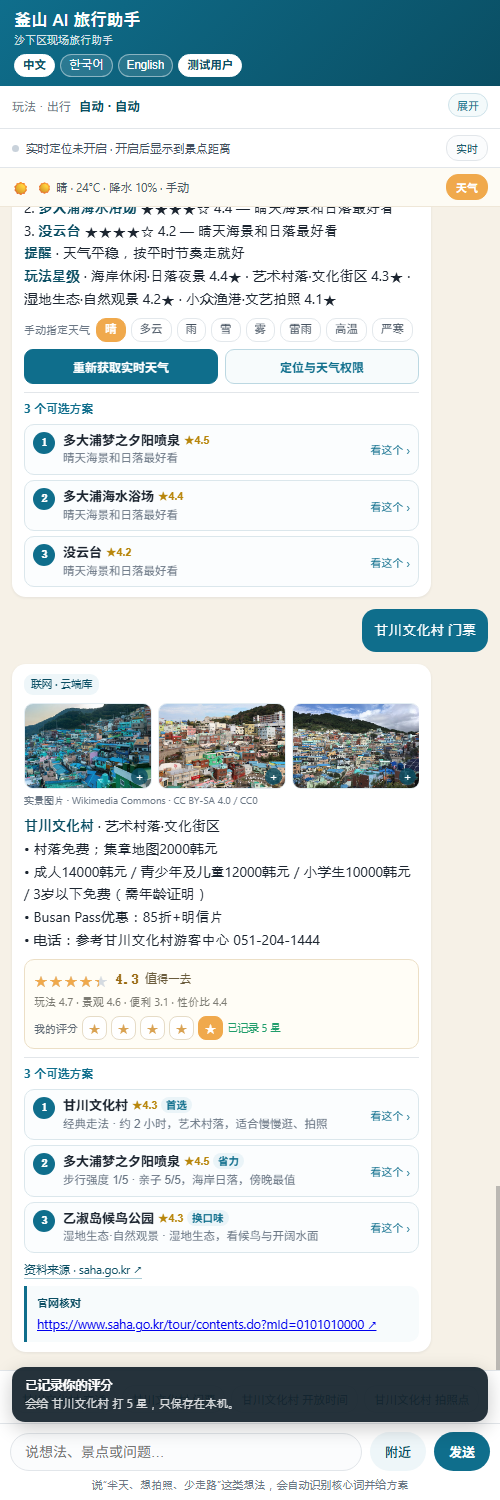 釜山 AI 旅行助手
沙下区现场旅行助手
中文 한국어 English 测试用户
玩法 · 出行 自动 · 自动 展开
实时定位未开启 · 开启后显示到景点距离 实时
晴 · 24°C · 降水 10% · 手动 天气
2. 多大浦海水浴场 ★★★★☆ 4.4 — 晴天海景和日落最好看
3. 没云台 ★★★★☆ 4.2 — 晴天海景和日落最好看
提醒 · 天气平稳，按平时节奏走就好
玩法星级 · 海岸休闲·日落夜景 4.4★ · 艺术村落·文化街区 4.3★ ·
湿地生态·自然观景 4.2★ · 小众渔港·文艺拍照 4.1★
手动指定天气 晴 多云 雨 雪 雾 雷雨 高温 严寒
重新获取实时天气 定位与天气权限
3 个可选方案
1 多大浦梦之夕阳喷泉 ★4.5
晴天海景和日落最好看 看这个 ›
2 多大浦海水浴场 ★4.4
晴天海景和日落最好看 看这个 ›
3 没云台 ★4.2
晴天海景和日落最好看 看这个 ›
甘川文化村 门票
联网 · 云端库
实景图片 · Wikimedia Commons · CC BY-SA 4.0 / CC0
甘川文化村 · 艺术村落·文化街区
• 村落免费；集章地图2000韩元
• 成人14000韩元 / 青少年及儿童12000韩元 / 小学生10000韩元
/ 3岁以下免费（需年龄证明）
• Busan Pass优惠：85折+明信片
• 电话：参考甘川文化村游客中心 051-204-1444
★★★★★ 4.3 值得一去
玩法 4.7 · 景观 4.6 · 便利 3.1 · 性价比 4.4
我的评分 ★ ★ ★ ★ ★ 已记录 5 星
3 个可选方案
1 甘川文化村 ★4.3 首选
经典走法 · 约 2 小时，艺术村落，适合慢慢逛、拍照 看这个 ›
2 多大浦梦之夕阳喷泉 ★4.5 省力
步行强度 1/5 · 亲子 5/5，海岸日落，傍晚最值 看这个 ›
3 乙淑岛候鸟公园 ★4.3 换口味
湿地生态·自然观景 · 湿地生态，看候鸟与开阔水面 看这个 ›
资料来源 · saha.go.kr ↗
官网核对
https://www.saha.go.kr/tour/contents.do?mId=0101010000 ↗
已记录你的评分
会给 甘川文化村 打 5 星，只保存在本机。
说想法、景点或问题... 附近 发送
说“半天、想拍照、少走路”这类想法，会自动识别核心词并给方案